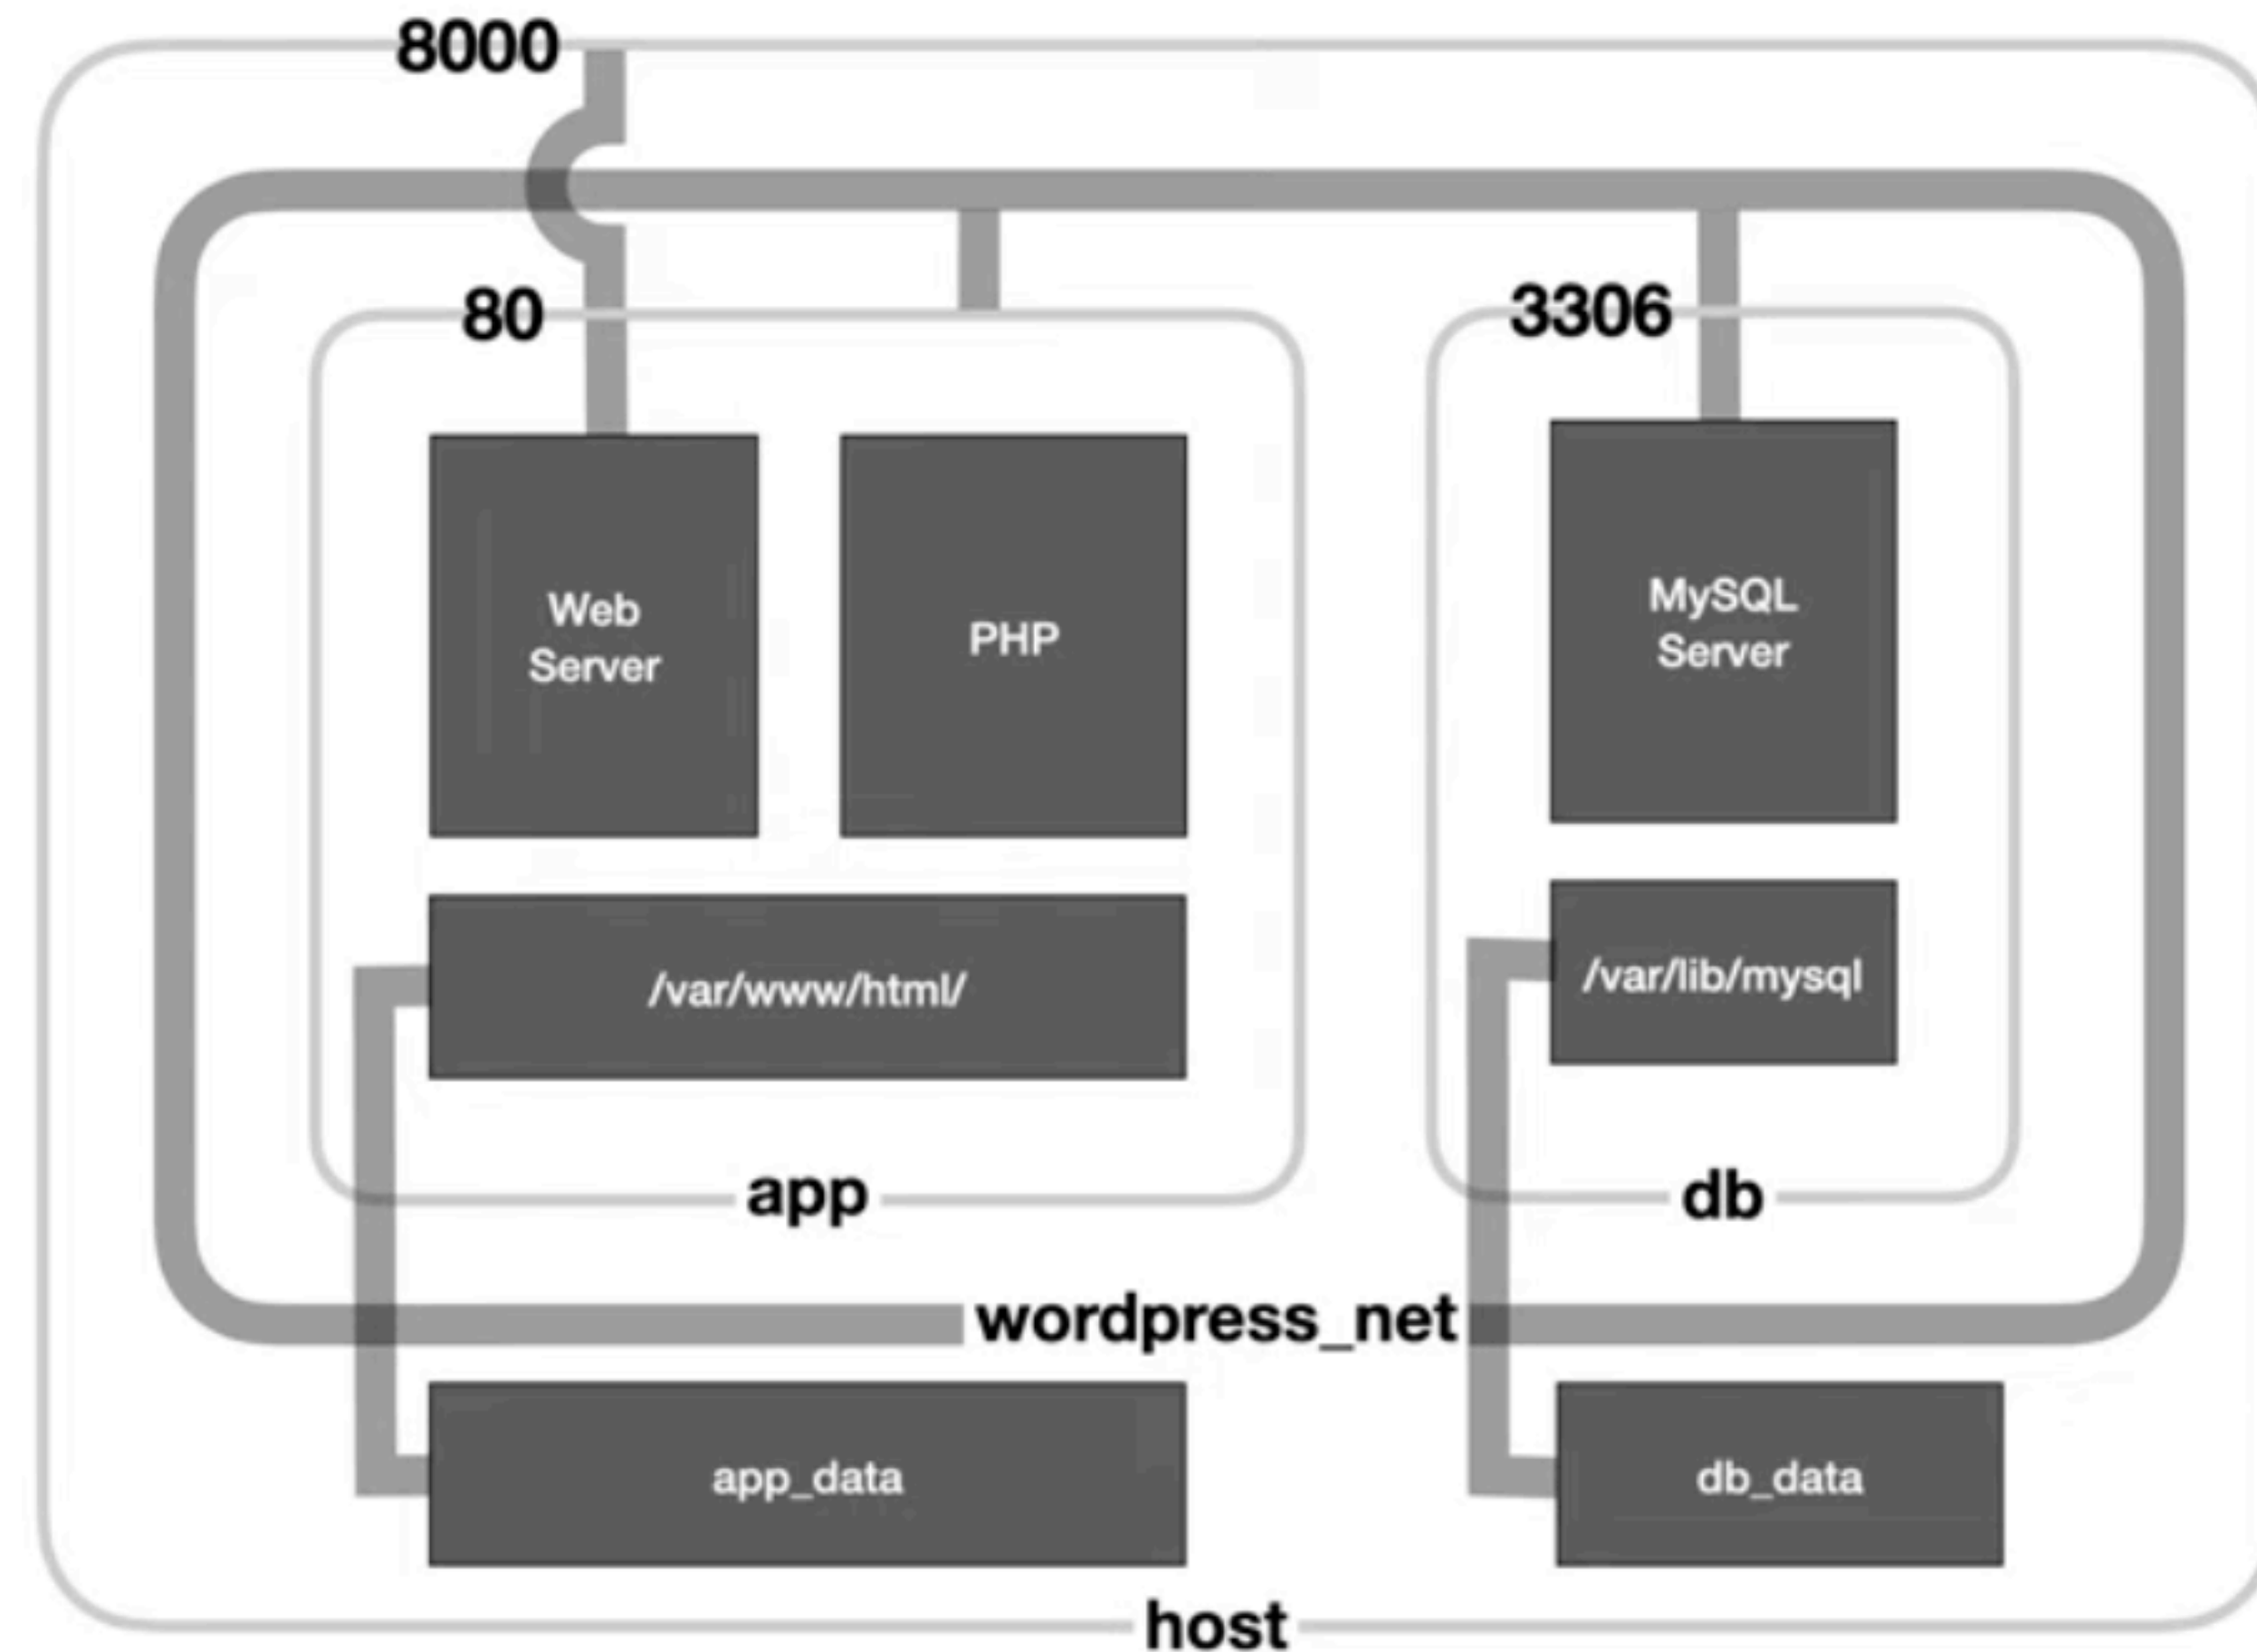 8000
80
3306
Web
Server
PHP
MySQL
Server
/var/www/html/
/var/lib/mysql
app
db
wordpress_net
app_data
db_data
host